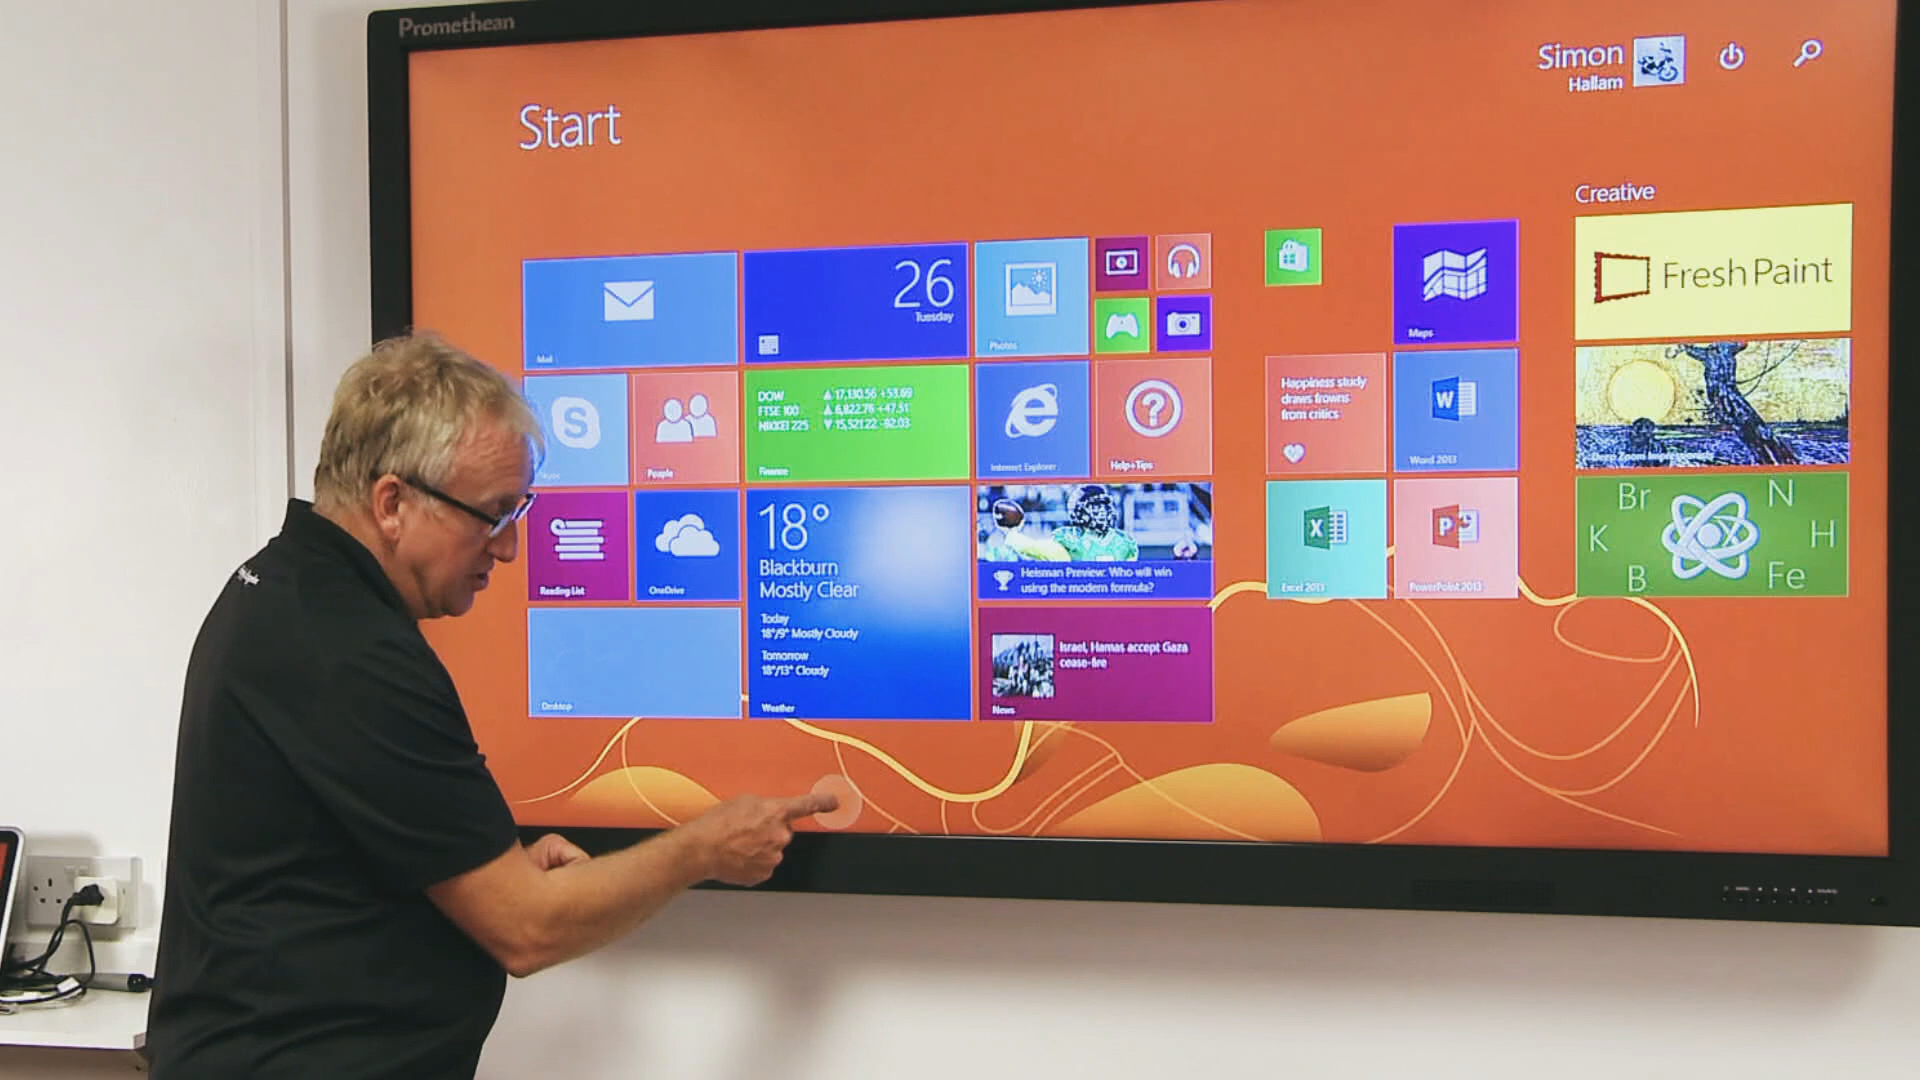 Promethean
Simon
Hallam
Start
Creative
Mail
26
Tuesday
Photos
Maps
Fresh Paint
People
DOW ▲ 17,130.56 +53.69
FTSE 100 ▲ 6,822.76 +47.51
NIKKEI 225 ▼ 15,521.22 -92.03
Finance
Internet Explorer
Help+Tips
Happiness study
draws frowns
from critics
Word 2013
Reading List
OneDrive
18°
Blackburn
Mostly Clear
Today
18°/9° Mostly Cloudy
Tomorrow
18°/13° Cloudy
Weather
Heisman Preview: Who will win
using the modern formula?
Excel 2013
PowerPoint 2013
Br N
K H
B Fe
Desktop
Israel, Hamas accept Gaza
cease-fire
News